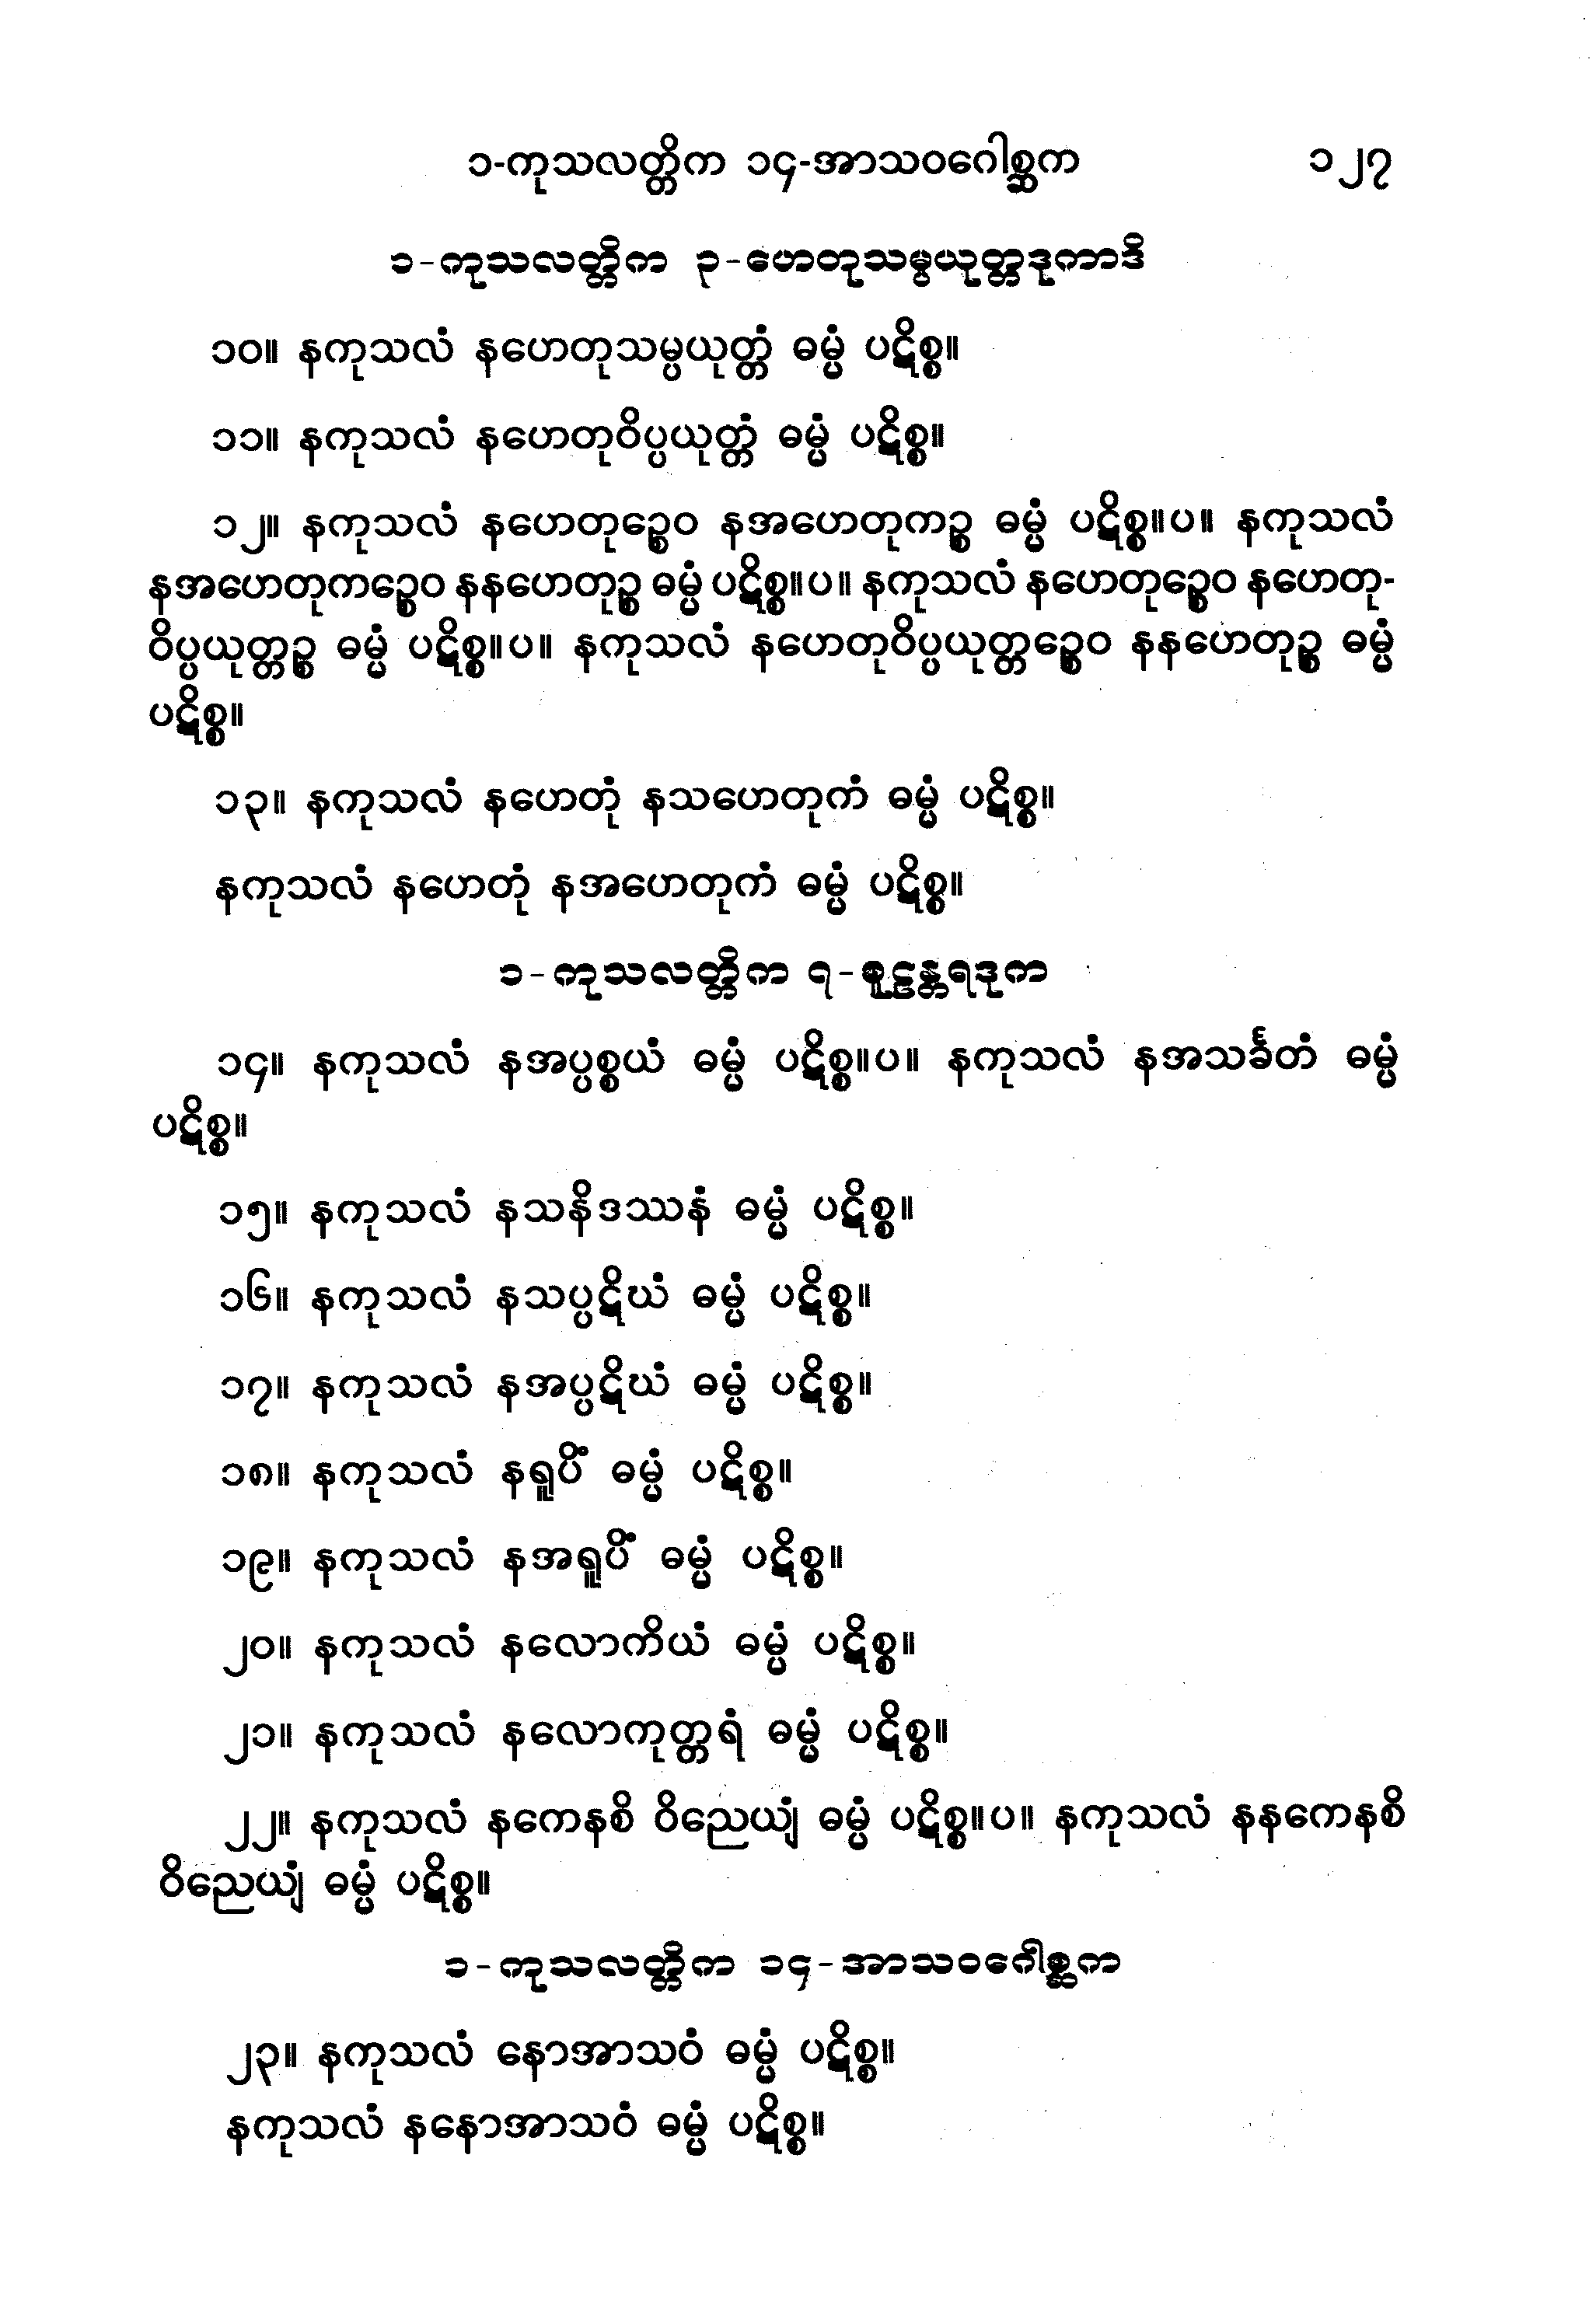 ၁-ကုသလတ္တိက ၁၄-အာသဝဂေါစ္ဆက ၁၂၇
၁-ကုသလတ္တိက ၃-ဟေတုသမ္ပယုတ္တဒုကာဒိ
၁၀။ နကုသလံ နဟေတုသမ္ပယုတ္တံ ဓမ္မံ ပဋိစ္စ။
၁၁။ နကုသလံ နဟေတုဝိပ္ပယုတ္တံ ဓမ္မံ ပဋိစ္စ။
၁၂။ နကုသလံ နဟေတုဉ္စေဝ နအဟေတုကဉ္စ ဓမ္မံ ပဋိစ္စ။ပ။ နကုသလံ
နအဟေတုကဉ္စေဝ နနဟေတုဉ္စ ဓမ္မံ ပဋိစ္စ။ပ။ နကုသလံ နဟေတုဉ္စေဝ နဟေတု-
ဝိပ္ပယုတ္တဉ္စ ဓမ္မံ ပဋိစ္စ။ပ။ နကုသလံ နဟေတုဝိပ္ပယုတ္တဉ္စေဝ နနဟေတုဉ္စ ဓမ္မံ
ပဋိစ္စ။
၁၃။ နကုသလံ နဟေတုံ နသဟေတုကံ ဓမ္မံ ပဋိစ္စ။
နကုသလံ နဟေတုံ နအဟေတုကံ ဓမ္မံ ပဋိစ္စ။
၁-ကုသလတ္တိက ၇-စူဠန္တရဒုက
၁၄။ နကုသလံ နအပ္ပစ္စယံ ဓမ္မံ ပဋိစ္စ။ပ။ နကုသလံ နအသင်္ခတံ ဓမ္မံ
ပဋိစ္စ။
၁၅။ နကုသလံ နသနိဒဿနံ ဓမ္မံ ပဋိစ္စ။
၁၆။ နကုသလံ နသပ္ပဋိဃံ ဓမ္မံ ပဋိစ္စ။
၁၇။ နကုသလံ နအပ္ပဋိဃံ ဓမ္မံ ပဋိစ္စ။
၁၈။ နကုသလံ နရူပိံ ဓမ္မံ ပဋိစ္စ။
၁၉။ နကုသလံ နအရူပိံ ဓမ္မံ ပဋိစ္စ။
၂၀။ နကုသလံ နလောကိယံ ဓမ္မံ ပဋိစ္စ။
၂၁။ နကုသလံ နလောကုတ္တရံ ဓမ္မံ ပဋိစ္စ။
၂၂။ နကုသလံ နကေနစိ ဝိညေယျံ ဓမ္မံ ပဋိစ္စ။ပ။ နကုသလံ နနကေနစိ
ဝိညေယျံ ဓမ္မံ ပဋိစ္စ။
၁-ကုသလတ္တိက ၁၄-အာသဝဂေါစ္ဆက
၂၃။ နကုသလံ နောအာသဝံ ဓမ္မံ ပဋိစ္စ။
နကုသလံ နနောအာသဝံ ဓမ္မံ ပဋိစ္စ။